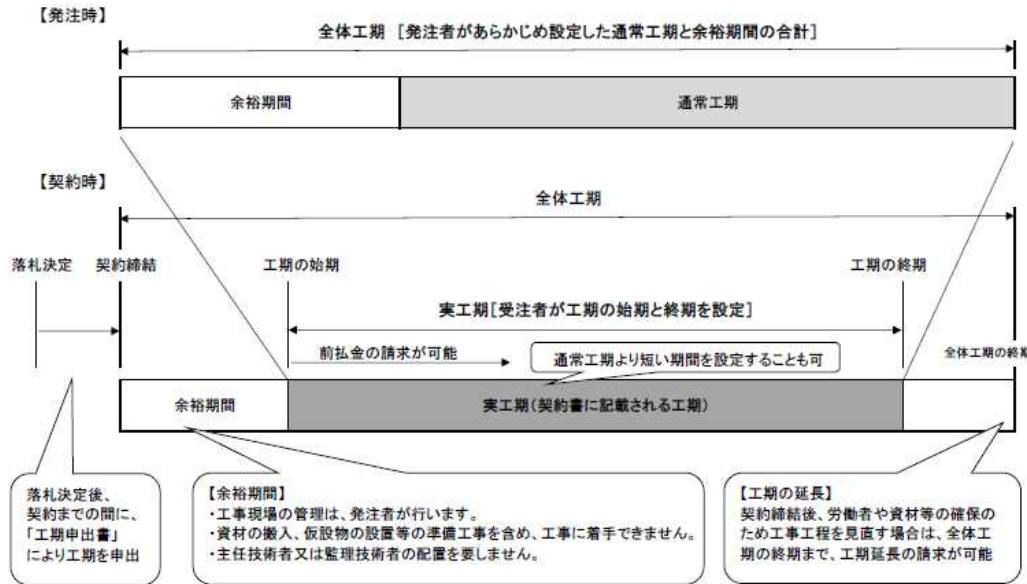 【発注時】
全体工期 [発注者があらかじめ設定した通常工期と余裕期間の合計]
余裕期間
通常工期
【契約時】
全体工期
落札決定
契約締結
工期の始期
工期の終期
実工期[受注者が工期の始期と終期を設定]
前払金の請求が可能
通常工期より短い期間を設定することも可
全体工期の終期
余裕期間
実工期(契約書に記載される工期)
落札決定後、
契約までの間に、
「工期申出書」
により工期を申出
【余裕期間】
・工事現場の管理は、発注者が行います。
・資材の搬入、仮設物の設置等の準備工事を含め、工事に着手できません。
・主任技術者又は監理技術者の配置を要しません。
【工期の延長】
契約締結後、労働者や資材等の確保の
ため工事工程を見直す場合は、全体工
期の終期まで、工期延長の請求が可能